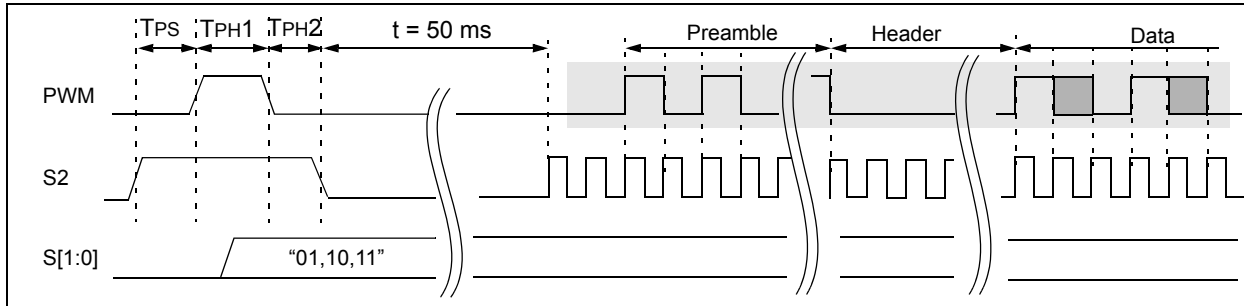 TPS TPH1 TPH2 t = 50 ms Preamble Header Data
PWM
S2
S[1:0] “01,10,11”